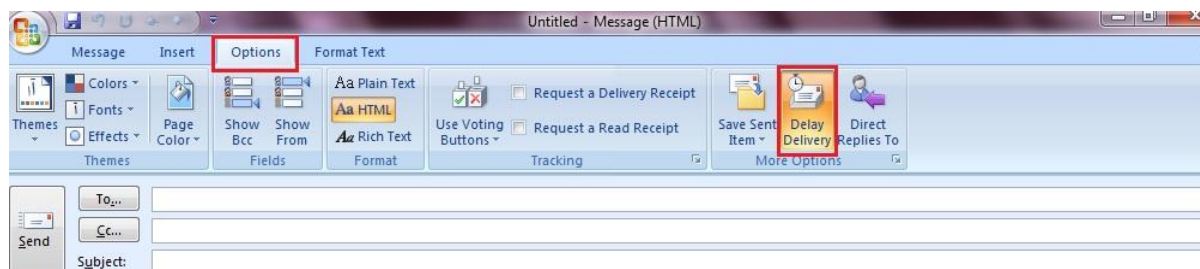 Untitled - Message (HTML)
Message Insert Options Format Text
Themes
Colors
Fonts
Effects
Page Color
Themes
Show Bcc
Show From
Fields
Aa Plain Text
Aa HTML
Aa Rich Text
Format
Use Voting Buttons
Request a Delivery Receipt
Request a Read Receipt
Tracking
Save Sent Item
Delay Delivery
Direct Replies To
More Options
Send
To...
Cc...
Subject: